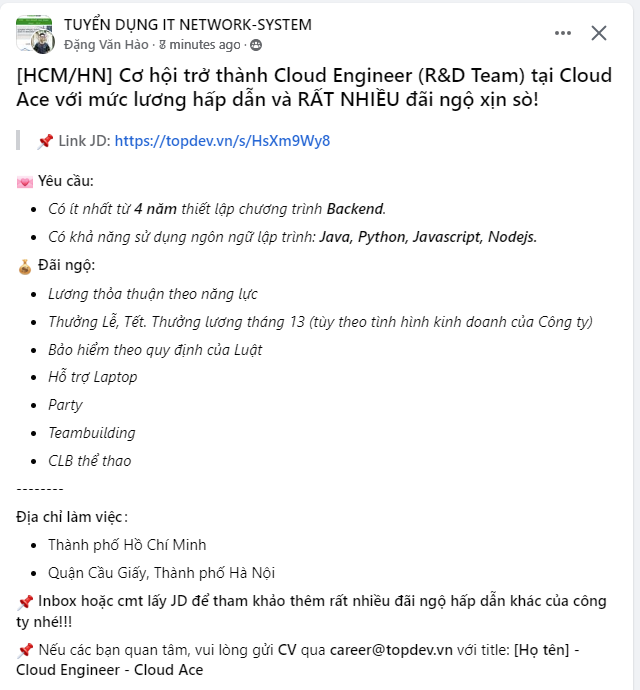 TUYỂN DỤNG IT NETWORK-SYSTEM
Đặng Văn Hào · 8 minutes ago ·
[HCM/HN] Cơ hội trở thành Cloud Engineer (R&D Team) tại Cloud
Ace với mức lương hấp dẫn và RẤT NHIỀU đãi ngộ xịn sò!
📌 Link JD: https://topdev.vn/s/HsXm9Wy8
💌 Yêu cầu:
• Có ít nhất từ 4 năm thiết lập chương trình Backend.
• Có khả năng sử dụng ngôn ngữ lập trình: Java, Python, Javascript, Nodejs.
💰 Đãi ngộ:
• Lương thỏa thuận theo năng lực
• Thưởng Lễ, Tết. Thưởng lương tháng 13 (tùy theo tình hình kinh doanh của Công ty)
• Bảo hiểm theo quy định của Luật
• Hỗ trợ Laptop
• Party
• Teambuilding
• CLB thể thao
--------
Địa chỉ làm việc:
• Thành phố Hồ Chí Minh
• Quận Cầu Giấy, Thành phố Hà Nội
📌 Inbox hoặc cmt lấy JD để tham khảo thêm rất nhiều đãi ngộ hấp dẫn khác của công
ty nhé!!!
📌 Nếu các bạn quan tâm, vui lòng gửi CV qua career@topdev.vn với title: [Họ tên] -
Cloud Engineer - Cloud Ace